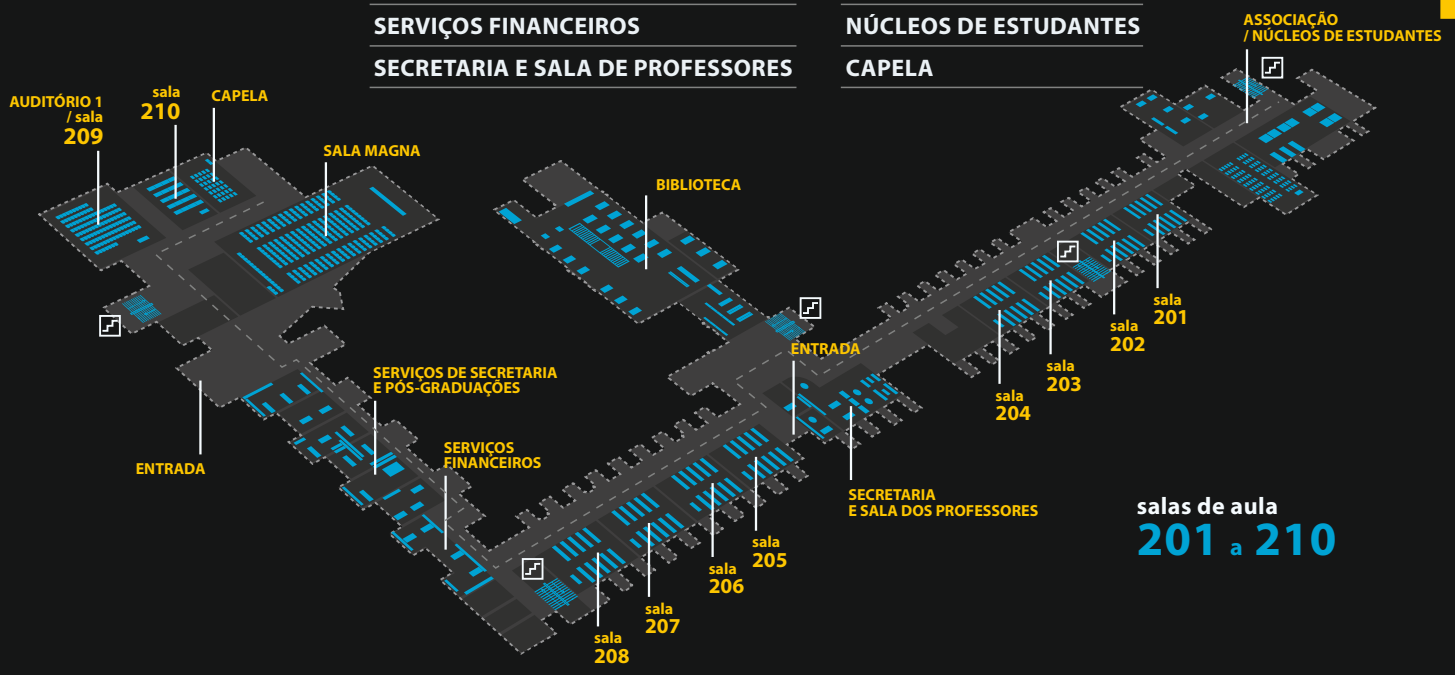 SERVIÇOS FINANCEIROS
NÚCLEOS DE ESTUDANTES
SECRETARIA E SALA DE PROFESSORES
CAPELA
ASSOCIAÇÃO
/ NÚCLEOS DE ESTUDANTES
AUDITÓRIO 1
/ sala
209
sala
210
CAPELA
SALA MAGNA
BIBLIOTECA
sala
201
sala
202
sala
203
sala
204
ENTRADA
SERVIÇOS DE SECRETARIA
E PÓS-GRADUAÇÕES
SERVIÇOS
FINANCEIROS
ENTRADA
SECRETARIA
E SALA DOS PROFESSORES
sala
205
sala
206
sala
207
sala
208
salas de aula
201 a 210